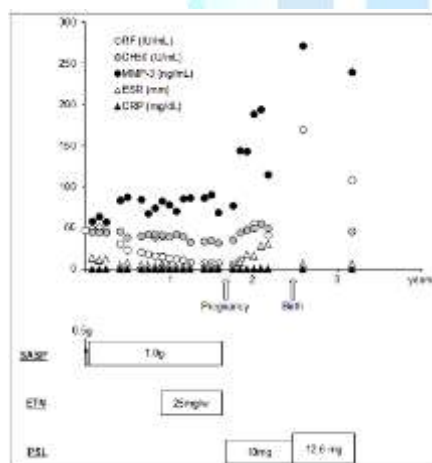 300
250
200
150
100
50
0
RF (IU/mL)
CH50 (U/mL)
MMP-3 (ng/mL)
ESR (mm)
CRP (mg/dL)
1
2
3
years
Pregnancy
Birth
0.5g
SASP
1.0g
ETN
25mg/w
PSL
10mg
12.5 mg